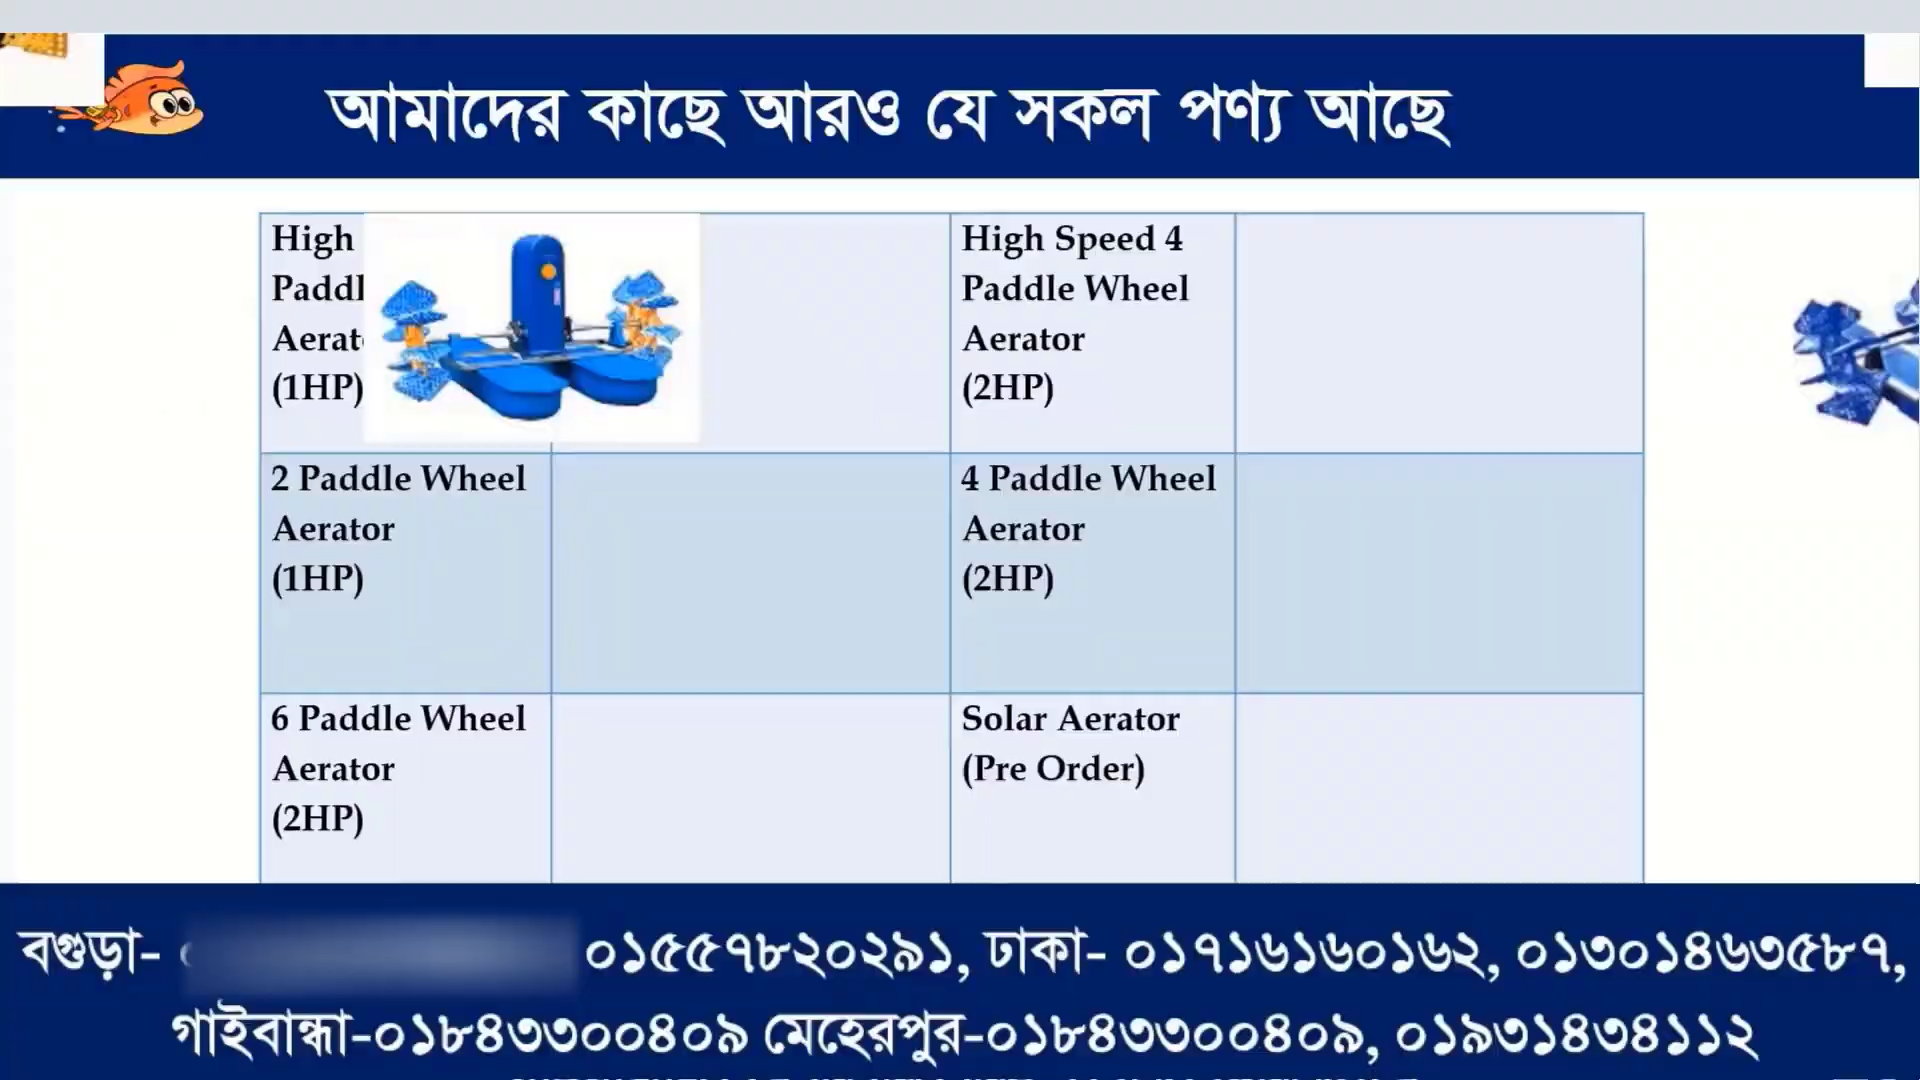 আমাদের কাছে আরও যে সকল পণ্য আছে
High
(1HP)
High Speed 4
Paddle Wheel
Aerator
(2HP)
2 Paddle Wheel
Aerator
(1HP)
4 Paddle Wheel
Aerator
(2HP)
6 Paddle Wheel
Aerator
(2HP)
Solar Aerator
(Pre Order)
বগুড়া- ০১৫৫৭৮২০২৯১, ঢাকা- ০১৭১৬১৬০১৬২, ০১৩০১৪৬৩৫৮৭,
গাইবান্ধা-০১৮৪৩৩০০৪০৯ মেহেরপুর-০১৮৪৩৩০০৪০৯, ০১৯৩১৪৩৪১১২